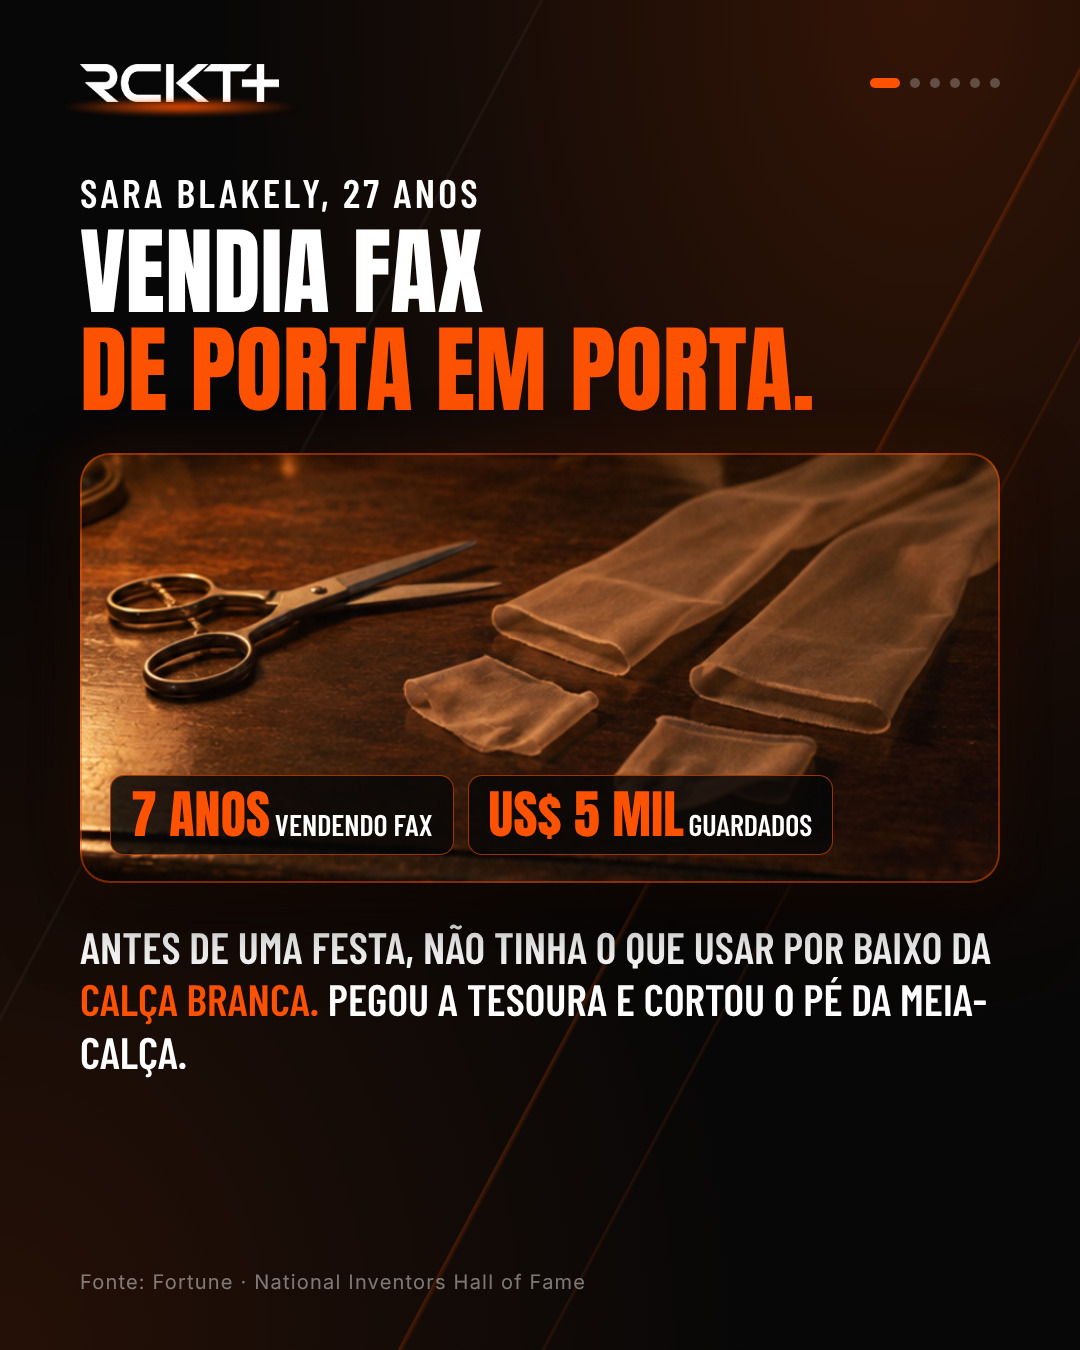 RCKT+
SARA BLAKELY, 27 ANOS
VENDIA FAX
DE PORTA EM PORTA.
7 ANOS VENDENDO FAX
US$ 5 MIL GUARDADOS
ANTES DE UMA FESTA, NÃO TINHA O QUE USAR POR BAIXO DA
CALÇA BRANCA. PEGOU A TESOURA E CORTOU O PÉ DA MEIA-
CALÇA.
Fonte: Fortune · National Inventors Hall of Fame